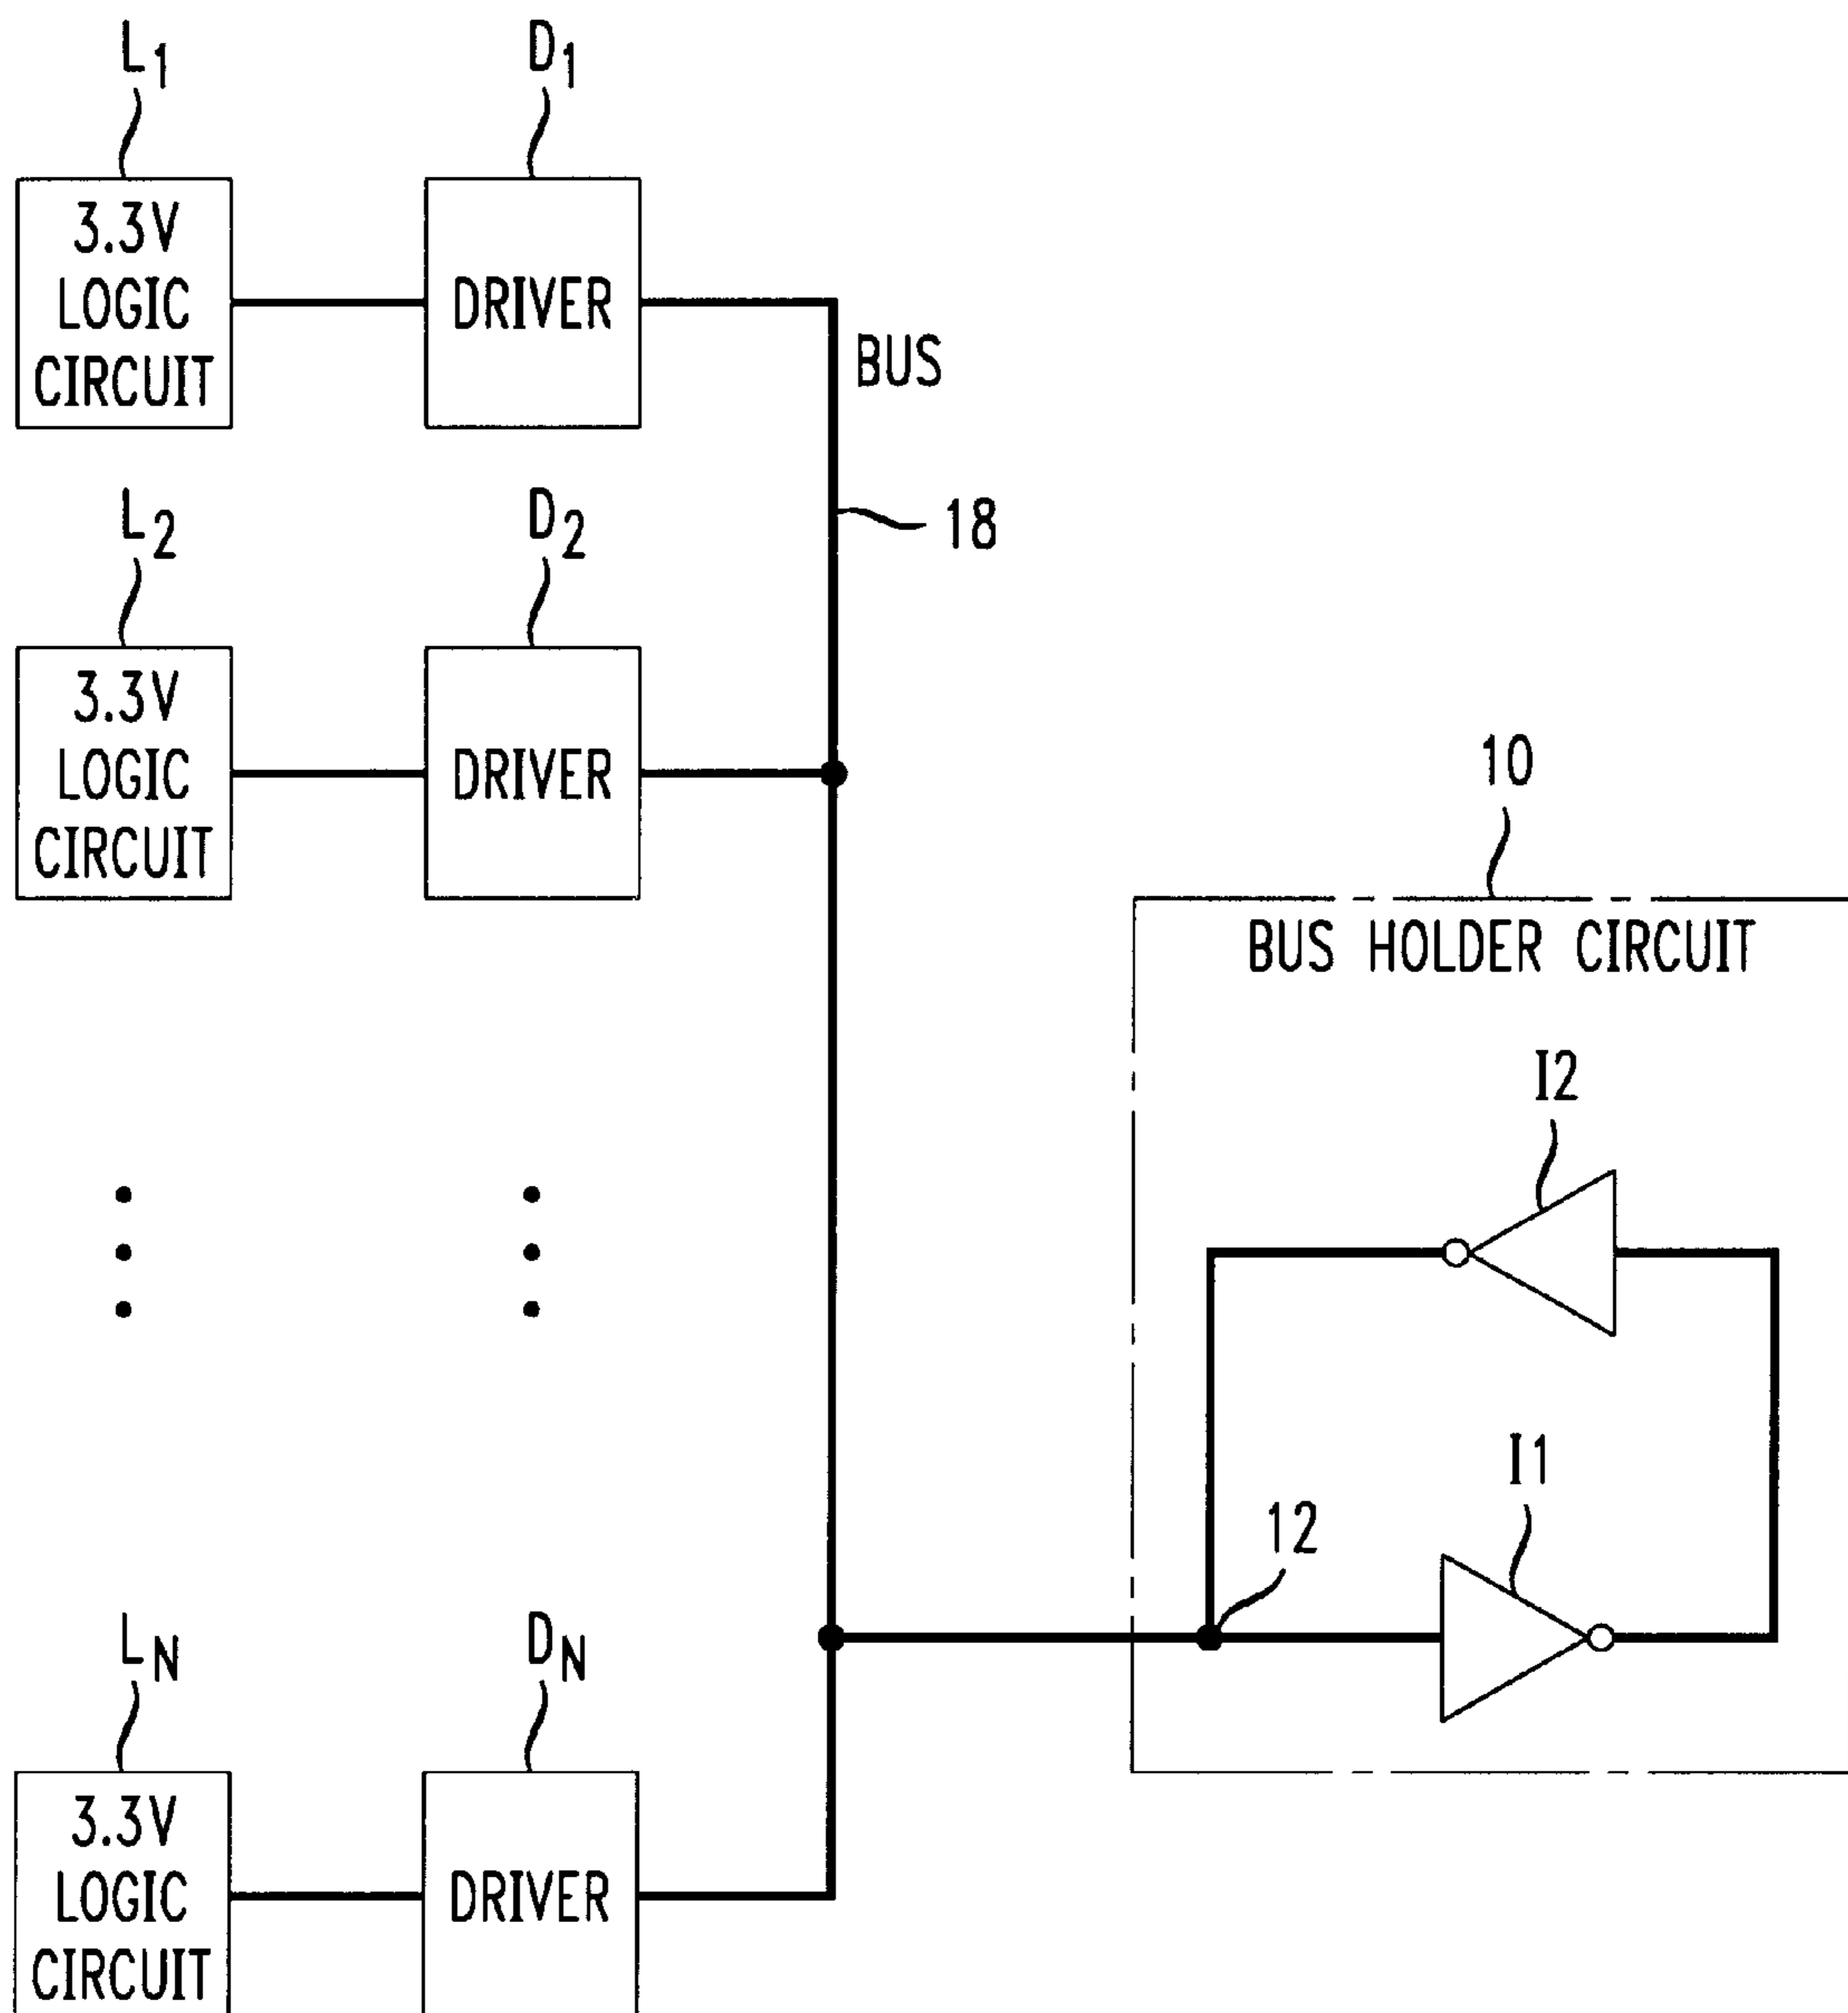 L1
D1
3.3V
LOGIC
CIRCUIT
DRIVER
BUS
18
L2
D2
3.3V
LOGIC
CIRCUIT
DRIVER
10
BUS HOLDER CIRCUIT
I2
I1
12
LN
DN
3.3V
LOGIC
CIRCUIT
DRIVER